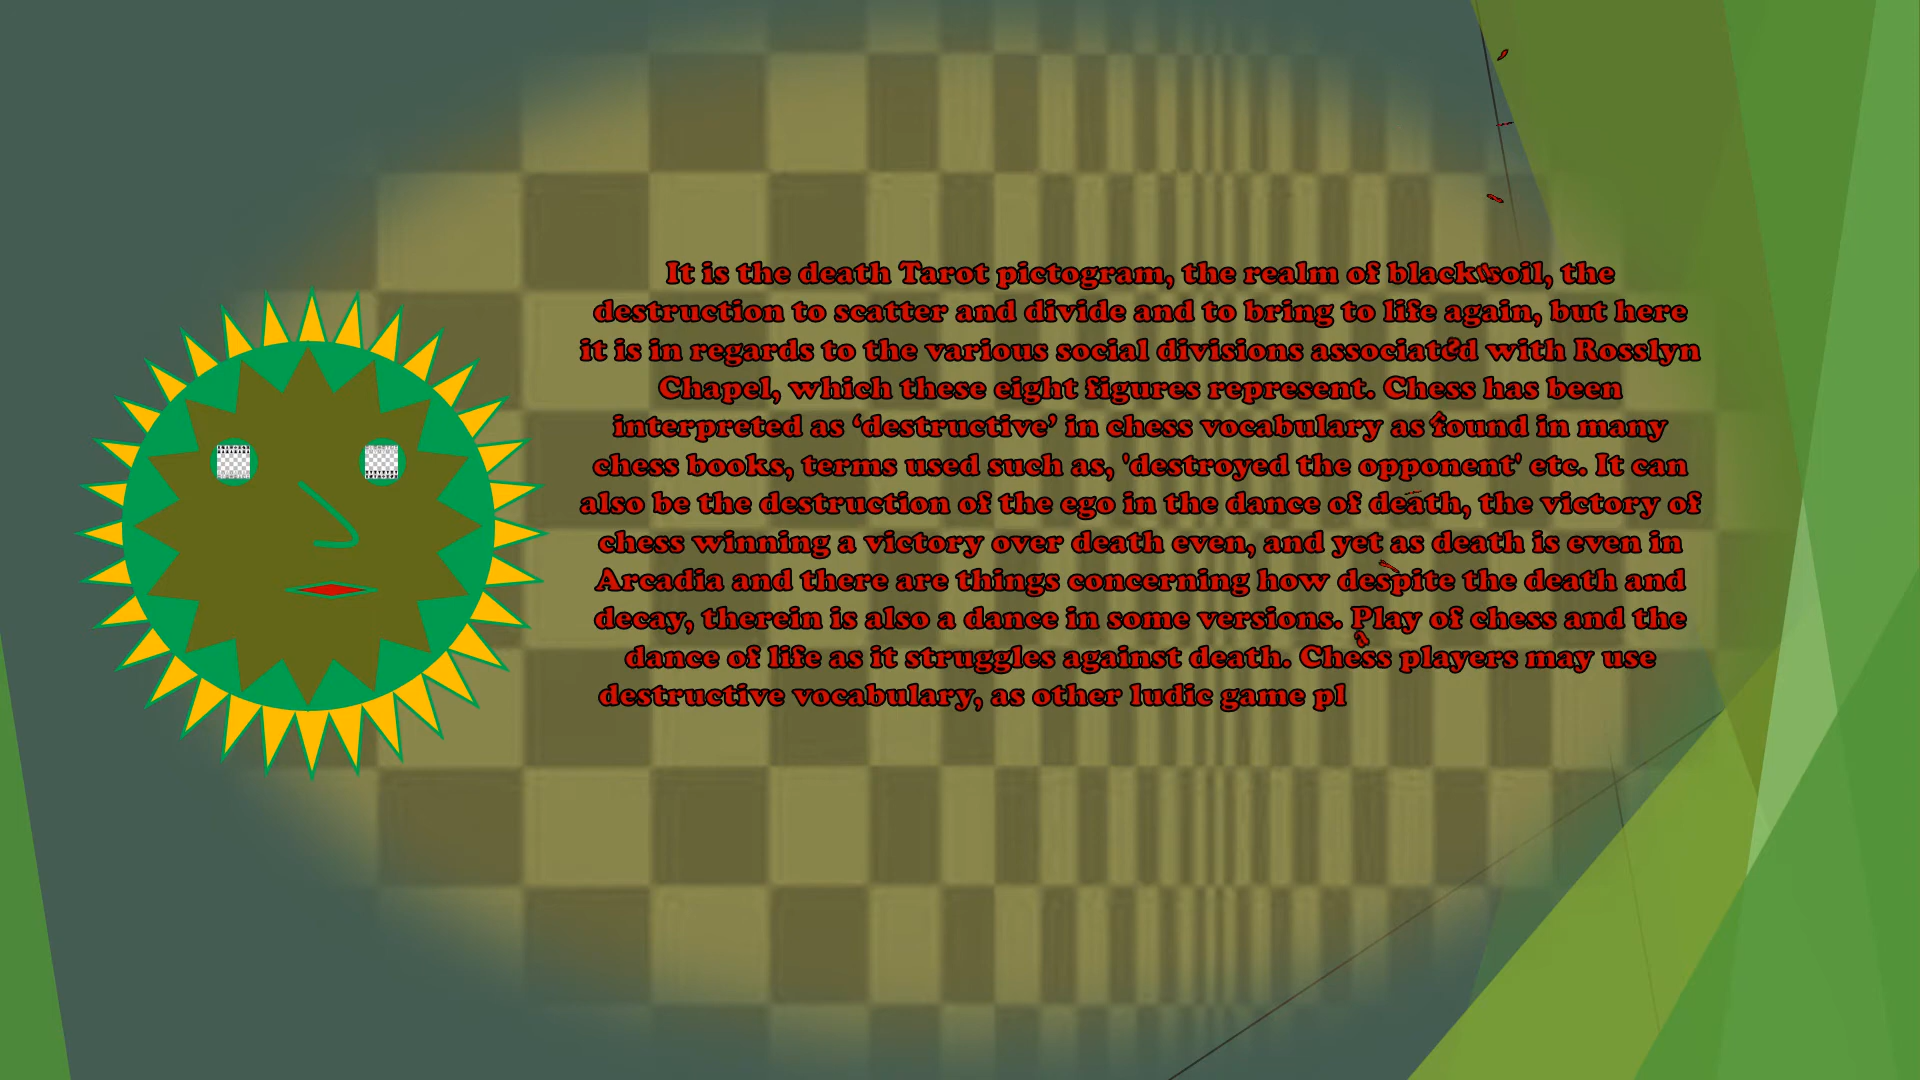 It is the death Tarot pictogram, the realm of black soil, the
destruction to scatter and divide and to bring to life again, but here
it is in regards to the various social divisions associated with Rosslyn
Chapel, which these eight figures represent. Chess has been
interpreted as ‘destructive’ in chess vocabulary as found in many
chess books, terms used such as, 'destroyed the opponent' etc. It can
also be the destruction of the ego in the dance of death, the victory of
chess winning a victory over death even, and yet as death is even in
Arcadia and there are things concerning how despite the death and
decay, therein is also a dance in some versions. Play of chess and the
dance of life as it struggles against death. Chess players may use
destructive vocabulary, as other ludic game pl